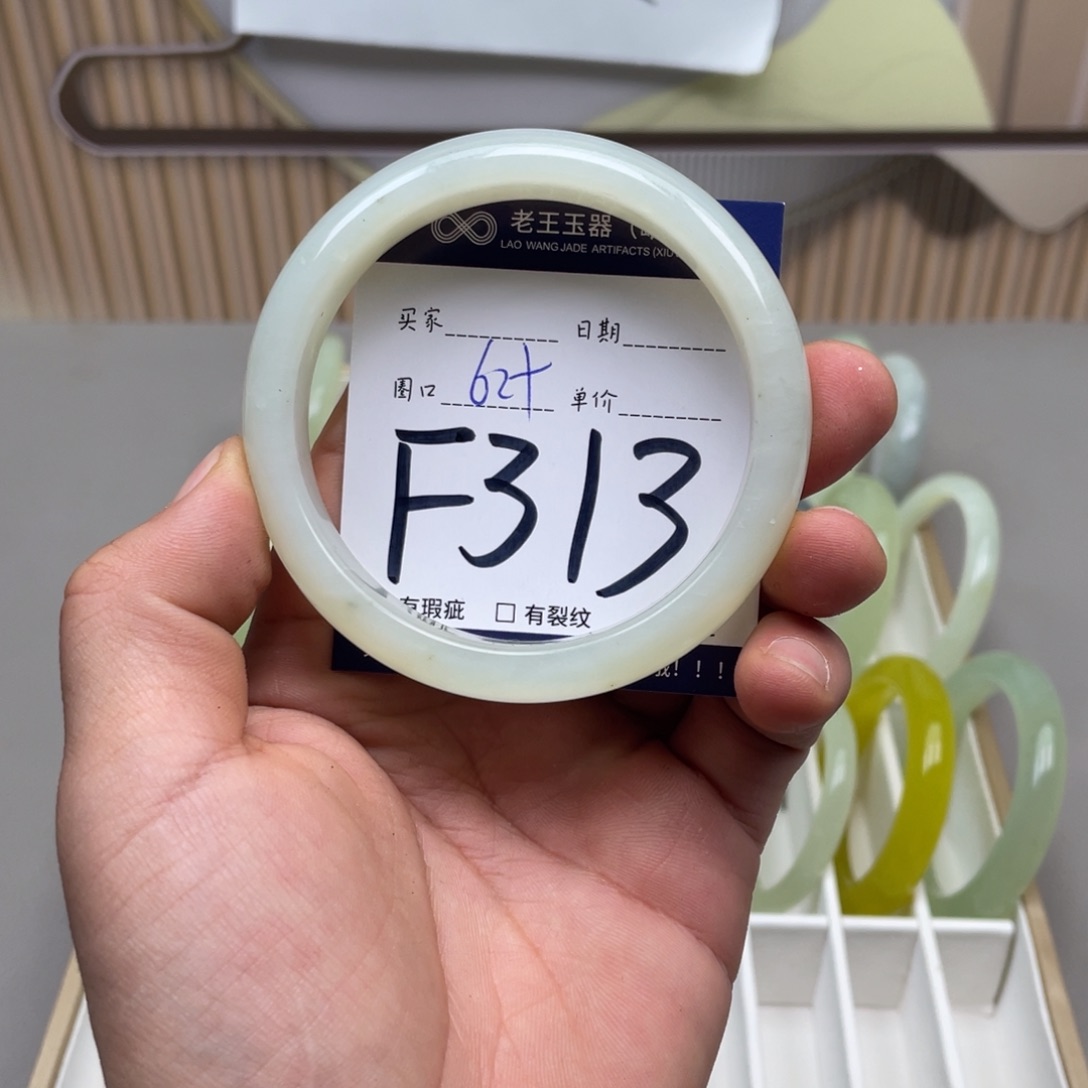 老王玉器
LAO WANG JADE ARTIFACTS (XIU
买家 日期
圈口 62+ 单价
F313
有瑕疵 □ 有裂纹
！！！